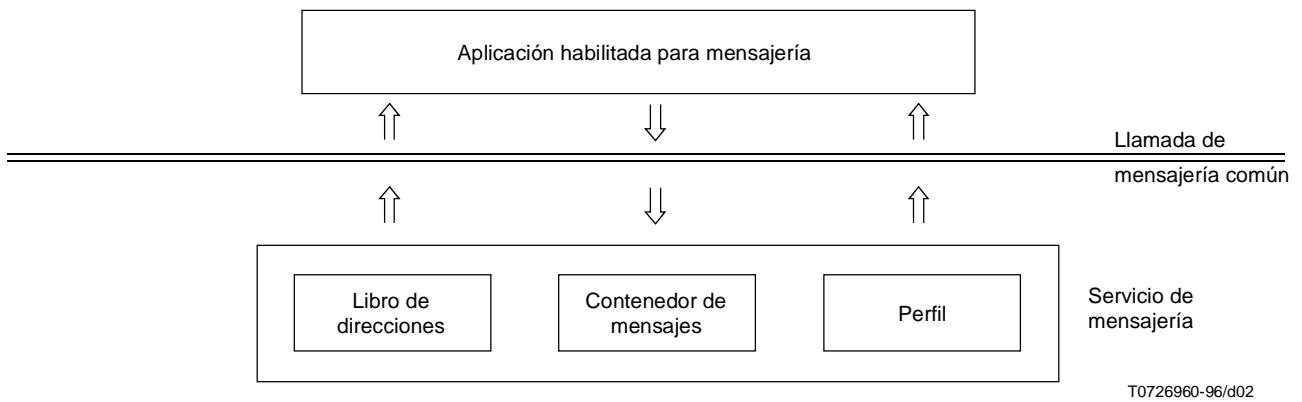 Aplicación habilitada para mensajería
Llamada de
mensajería común
Libro de
direcciones
Contenedor de
mensajes
Perfil
Servicio de
mensajería
T0726960-96/d02